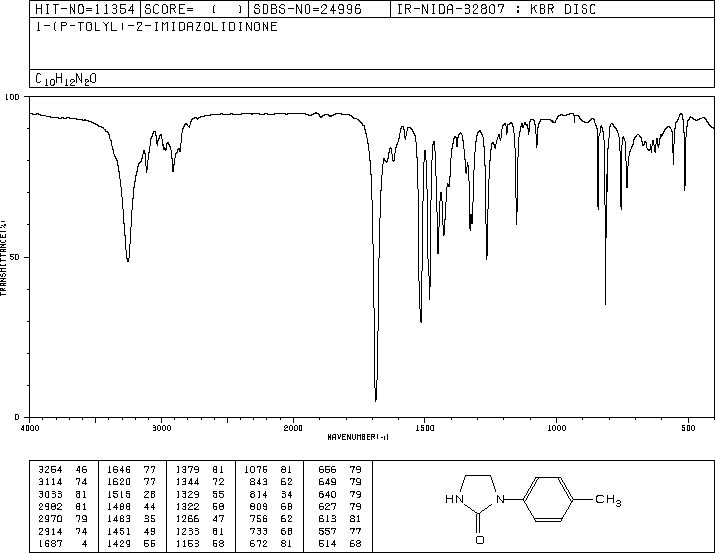 HIT-NO=11354 SCORE= ( ) SDBS-NO=24996 IR-NIDA-32807 : KBR DISC
1-(P-TOLYL)-2-IMIDAZOLIDINONE
C10H12N2O
100
50
0
TRANSMITTANCE(%)
4000 3000 2000 1500 1000 500
WAVENUMBER(-1)
3254 46 1646 77 1379 81 1075 81 656 79
3114 74 1620 77 1344 72 843 62 649 79
3033 81 1515 28 1329 55 814 34 640 79
2982 81 1488 44 1322 58 809 68 627 79
2970 79 1483 35 1266 47 756 62 613 81
2914 74 1451 49 1233 81 733 68 557 77
1687 4 1429 55 1153 58 672 81 514 68
HN N CH3
O